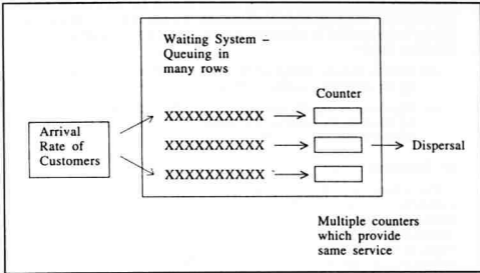 Waiting System –
Queuing in
many rows
Counter
Arrival
Rate of
Customers
XXXXXXXXXX
XXXXXXXXXX
Dispersal
XXXXXXXXXX
Multiple counters
which provide
same service